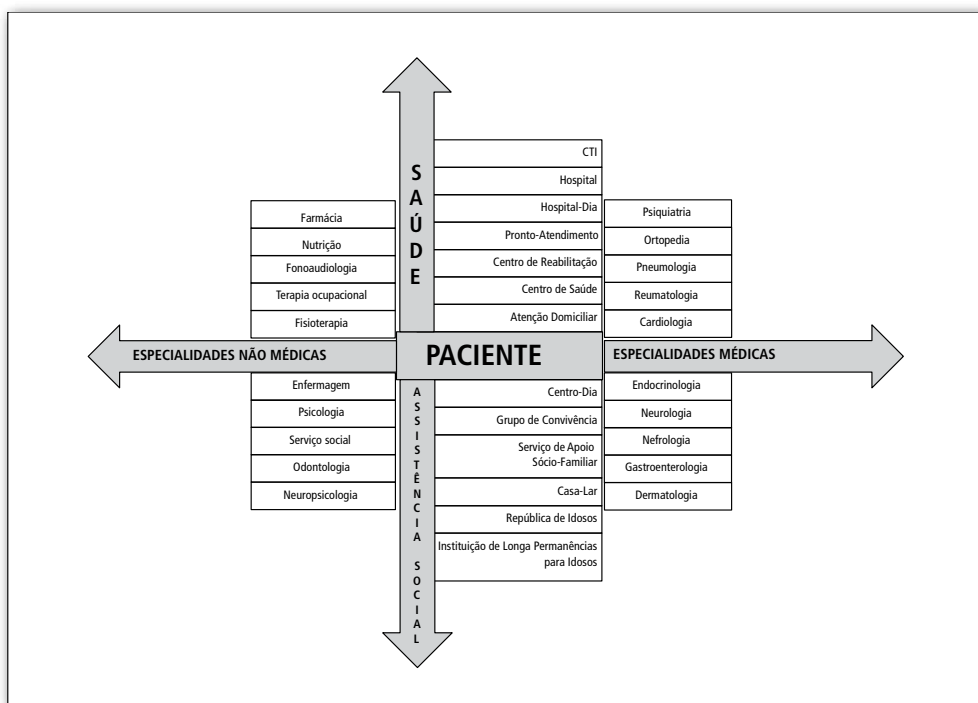 SAÚDE
CTI
Hospital
Hospital-Dia
Pronto-Atendimento
Centro de Reabilitação
Centro de Saúde
Atenção Domiciliar
Farmácia
Nutrição
Fonoaudiologia
Terapia ocupacional
Fisioterapia
Psiquiatria
Ortopedia
Pneumologia
Reumatologia
Cardiologia
ESPECIALIDADES NÃO MÉDICAS
PACIENTE
ESPECIALIDADES MÉDICAS
Enfermagem
Psicologia
Serviço social
Odontologia
Neuropsicologia
ASSISTÊNCIA SOCIAL
Centro-Dia
Grupo de Convivência
Serviço de Apoio
Sócio-Familiar
Casa-Lar
República de Idosos
Instituição de Longa Permanências
para Idosos
Endocrinologia
Neurologia
Nefrologia
Gastroenterologia
Dermatologia